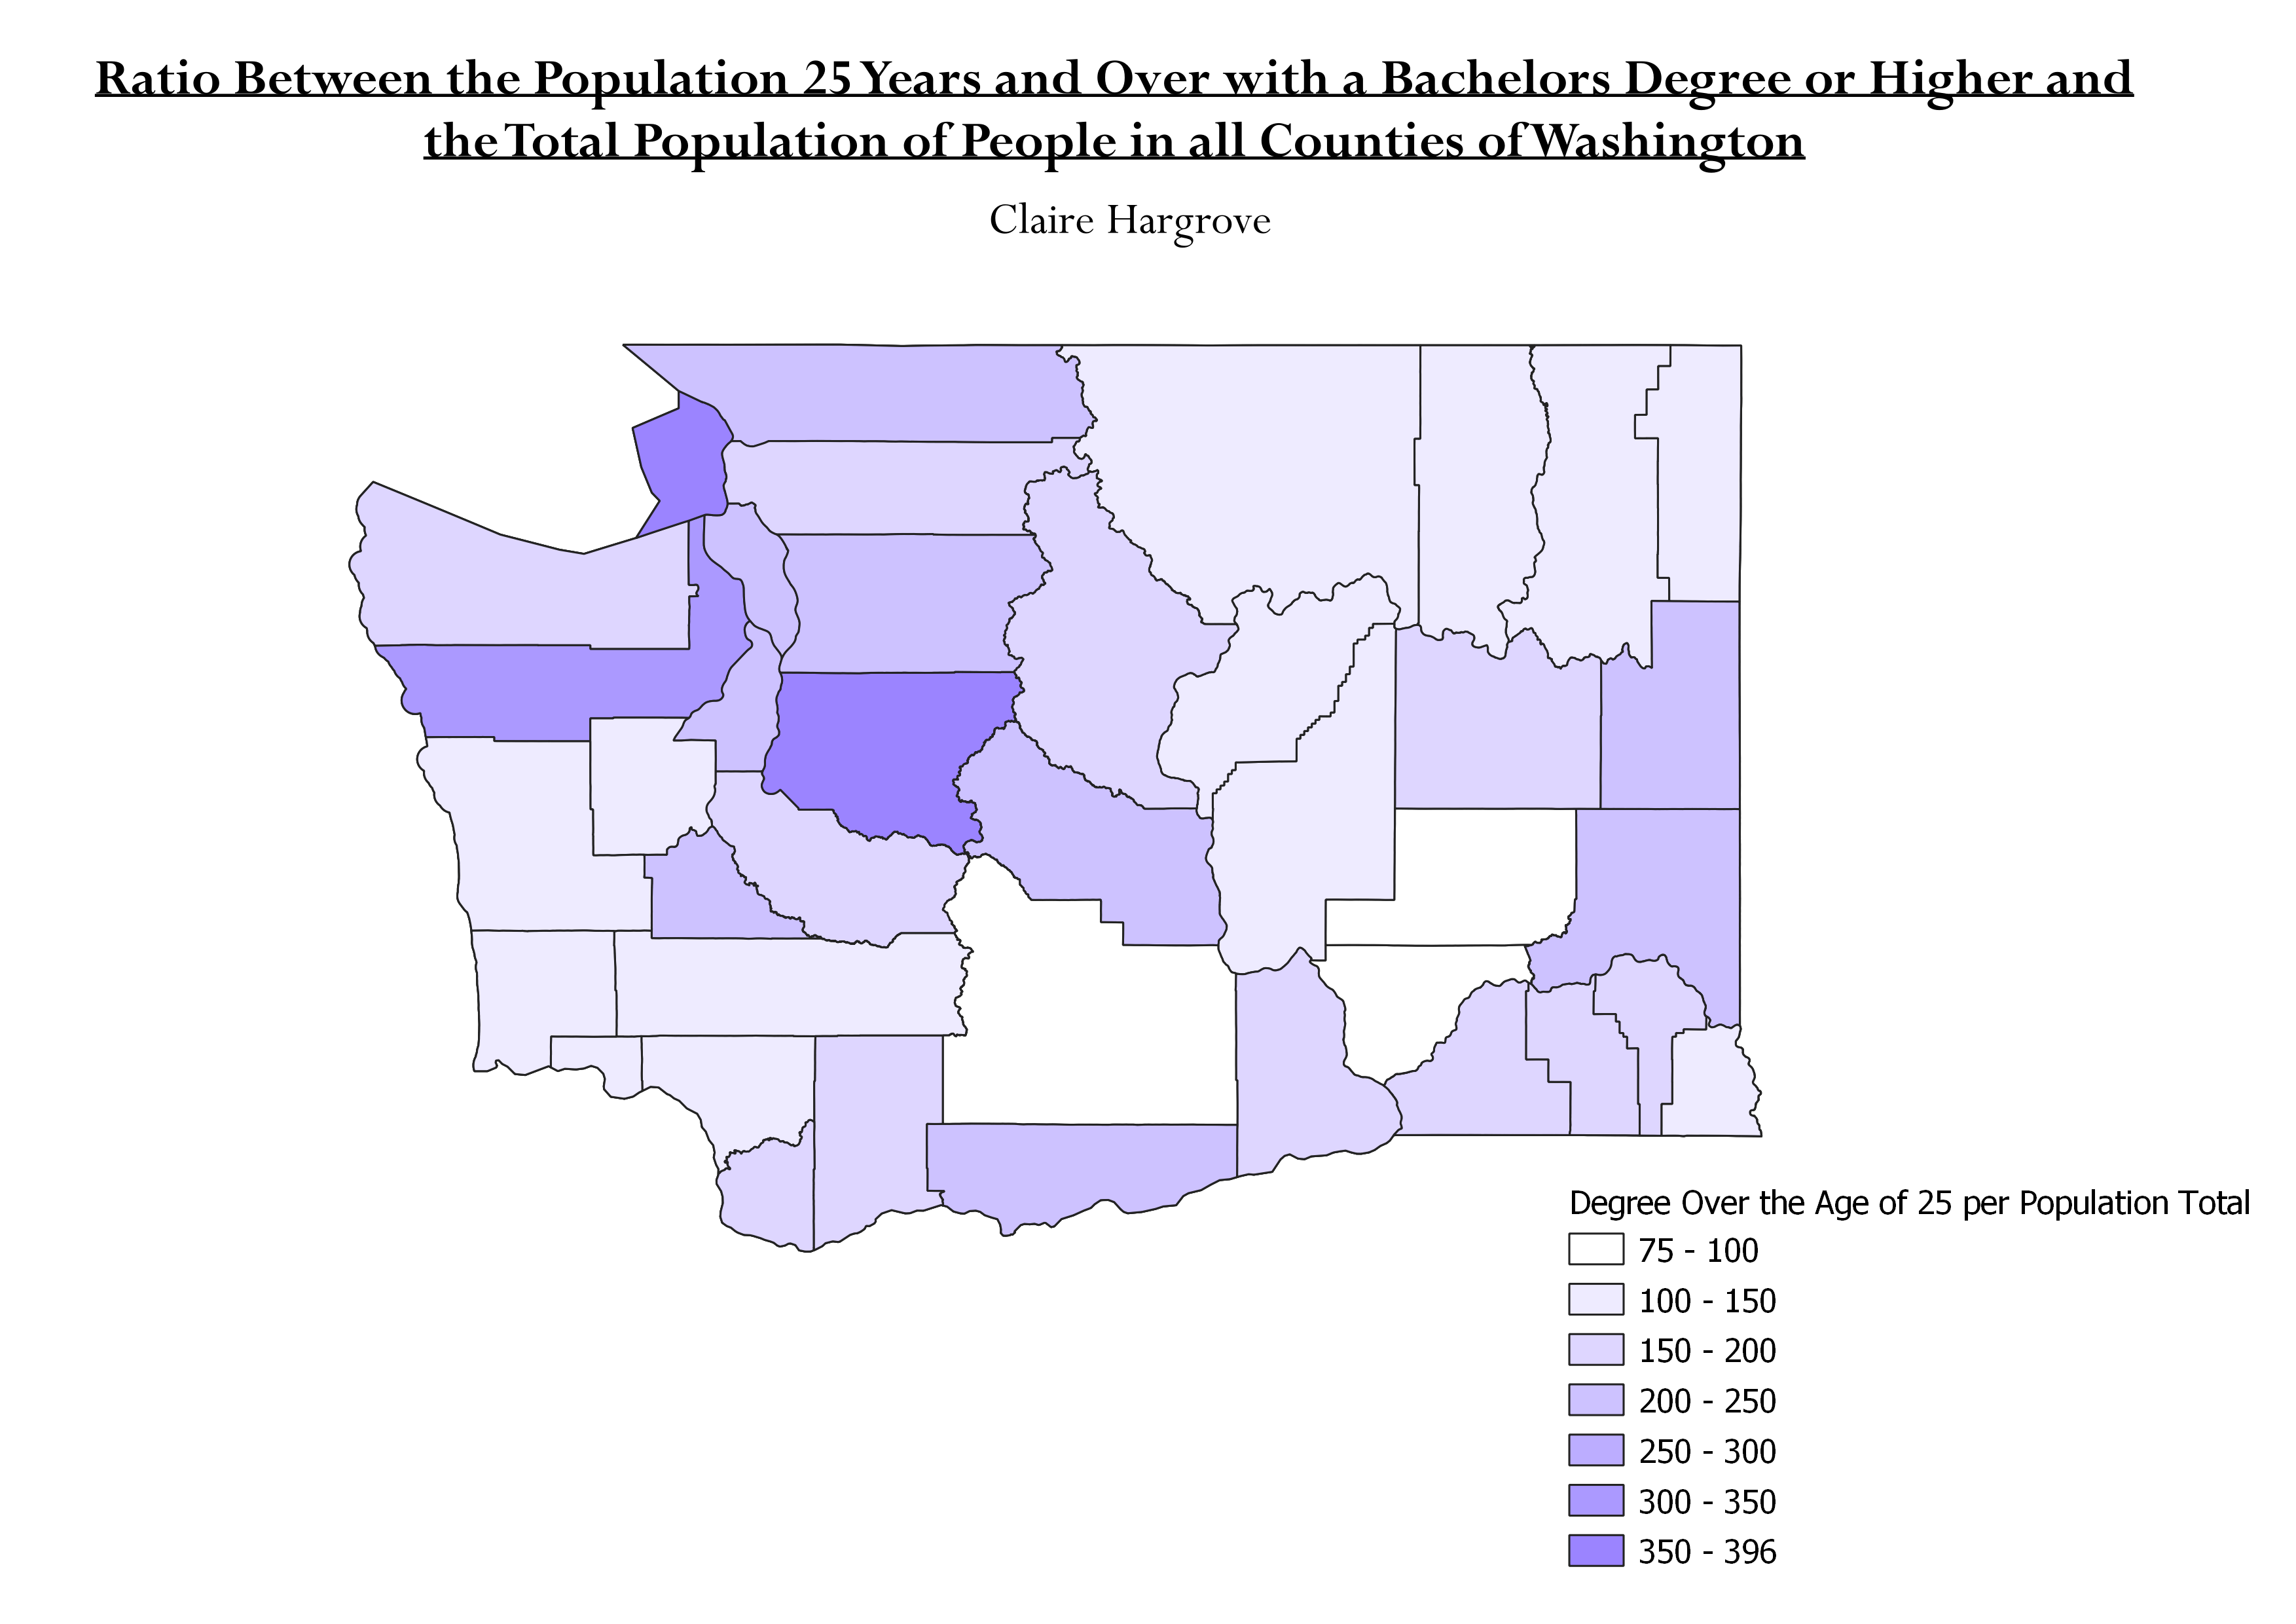 Ratio Between the Population 25 Years and Over with a Bachelors Degree or Higher and
the Total Population of People in all Counties of Washington
Claire Hargrove
Degree Over the Age of 25 per Population Total
75 - 100
100 - 150
150 - 200
200 - 250
250 - 300
300 - 350
350 - 396